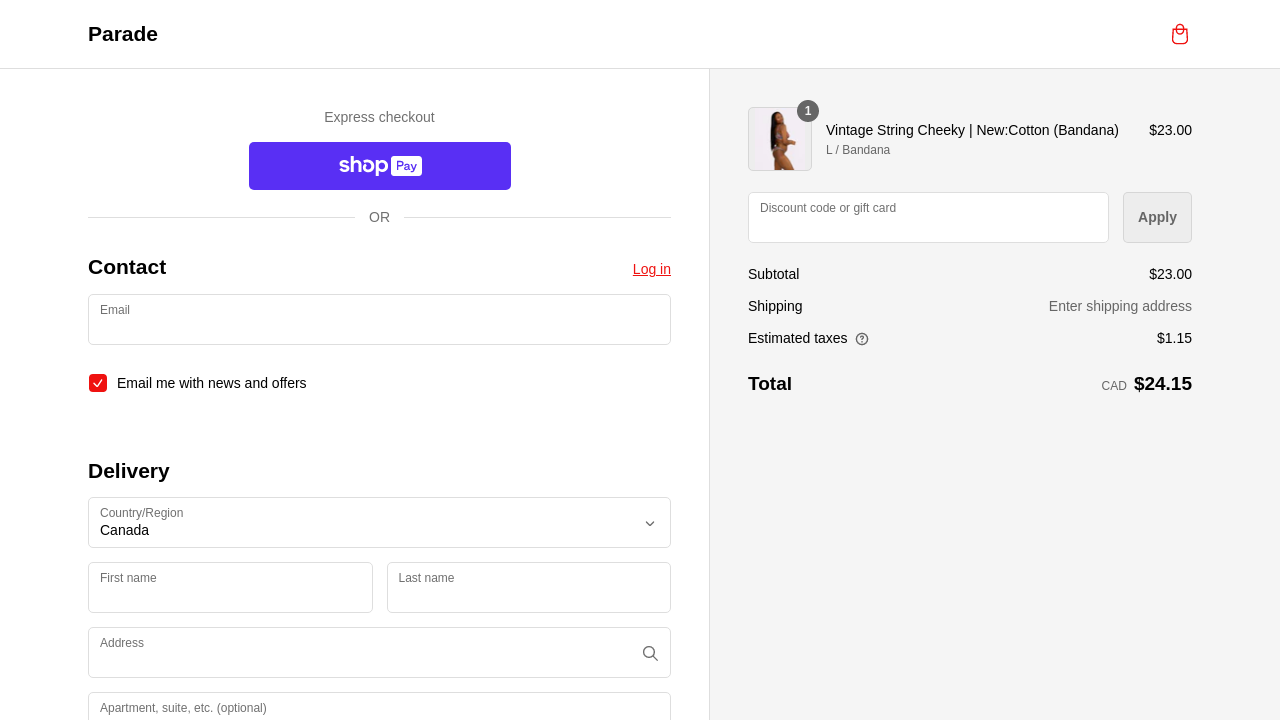 Parade
Express checkout
shop Pay
OR
Contact
Log in
Email
Email me with news and offers
Delivery
Country/Region
Canada
First name
Last name
Address
Apartment, suite, etc. (optional)
1
Vintage String Cheeky | New:Cotton (Bandana) $23.00
L / Bandana
Discount code or gift card
Apply
Subtotal $23.00
Shipping Enter shipping address
Estimated taxes $1.15
Total CAD $24.15